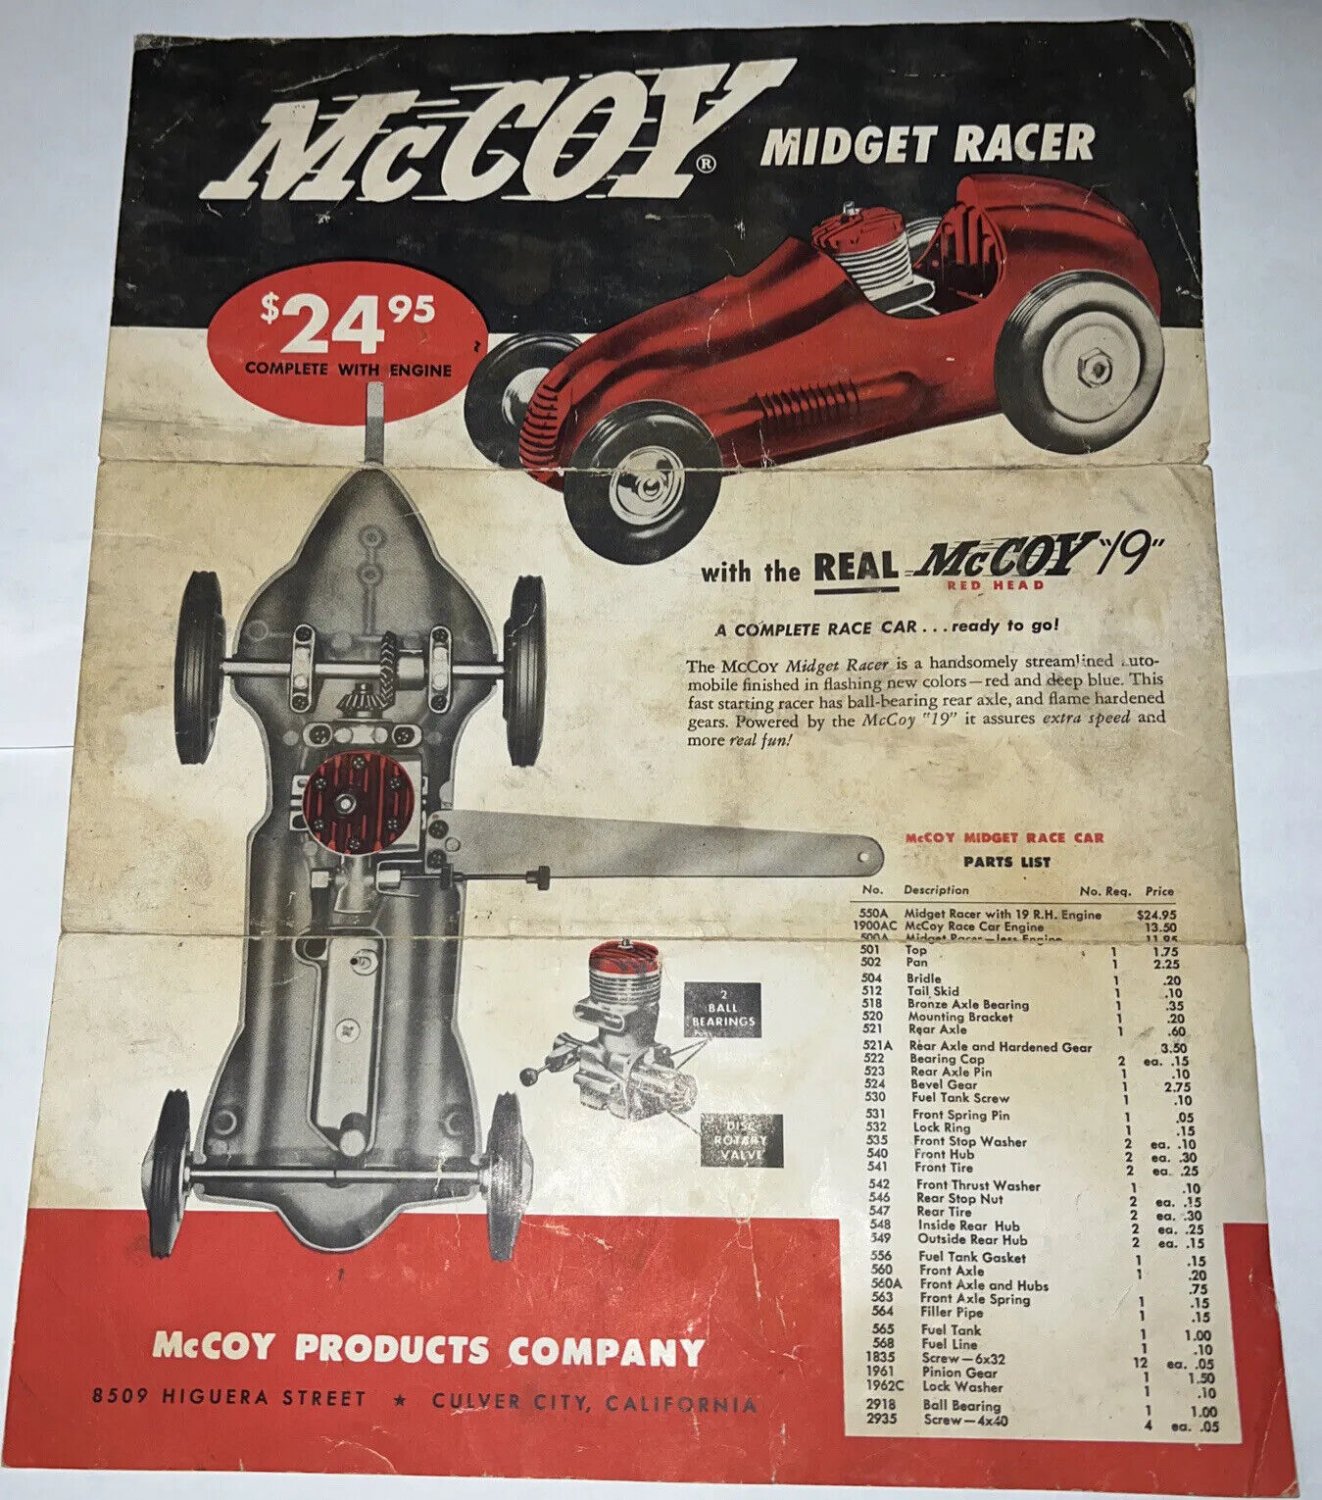 McCOY® MIDGET RACER
$24.95
COMPLETE WITH ENGINE
with the REAL McCOY "19"
RED HEAD
A COMPLETE RACE CAR... ready to go!
The McCOY Midget Racer is a handsomely streamlined auto-
mobile finished in flashing new colors—red and deep blue. This
fast starting racer has ball-bearing rear axle, and flame hardened
gears. Powered by the McCoy "19" it assures extra speed and
more real fun!
McCOY MIDGET RACE CAR
PARTS LIST
No. Description No. Req. Price
550A Midget Racer with 19 R.H. Engine $24.95
1900AC McCoy Race Car Engine 13.50
500A Midget Racer—less Engine 11.95
501 Top 1 1.75
502 Pan 1 2.25
504 Bridle 1 .20
512 Tail Skid 1 .10
518 Bronze Axle Bearing 1 .35
520 Mounting Bracket 1 .20
521 Rear Axle 1 .60
521A Rear Axle and Hardened Gear 3.50
522 Bearing Cap 2 ea. .15
523 Rear Axle Pin 1 .10
524 Bevel Gear 1 2.75
530 Fuel Tank Screw 1 .10
531 Front Spring Pin 1 .05
532 Lock Ring 1 .15
535 Front Stop Washer 2 ea. .10
540 Front Hub 2 ea. .30
541 Front Tire 2 ea. .25
542 Front Thrust Washer 1 .10
546 Rear Stop Nut 2 ea. .15
547 Rear Tire 2 ea. .30
548 Inside Rear Hub 2 ea. .25
549 Outside Rear Hub 2 ea. .15
556 Fuel Tank Gasket 1 .15
560 Front Axle 1 .20
560A Front Axle and Hubs .75
563 Front Axle Spring 1 .15
564 Filler Pipe 1 .15
565 Fuel Tank 1 1.00
568 Fuel Line 1 .10
1835 Screw—6x32 12 ea. .05
1961 Pinion Gear 1 1.50
1962C Lock Washer 1 .10
2918 Ball Bearing 1 1.00
2935 Screw—4x40 4 ea. .05
2
BALL
BEARINGS
DISC
ROTARY
VALVE
McCOY PRODUCTS COMPANY
8509 HIGUERA STREET ★ CULVER CITY, CALIFORNIA